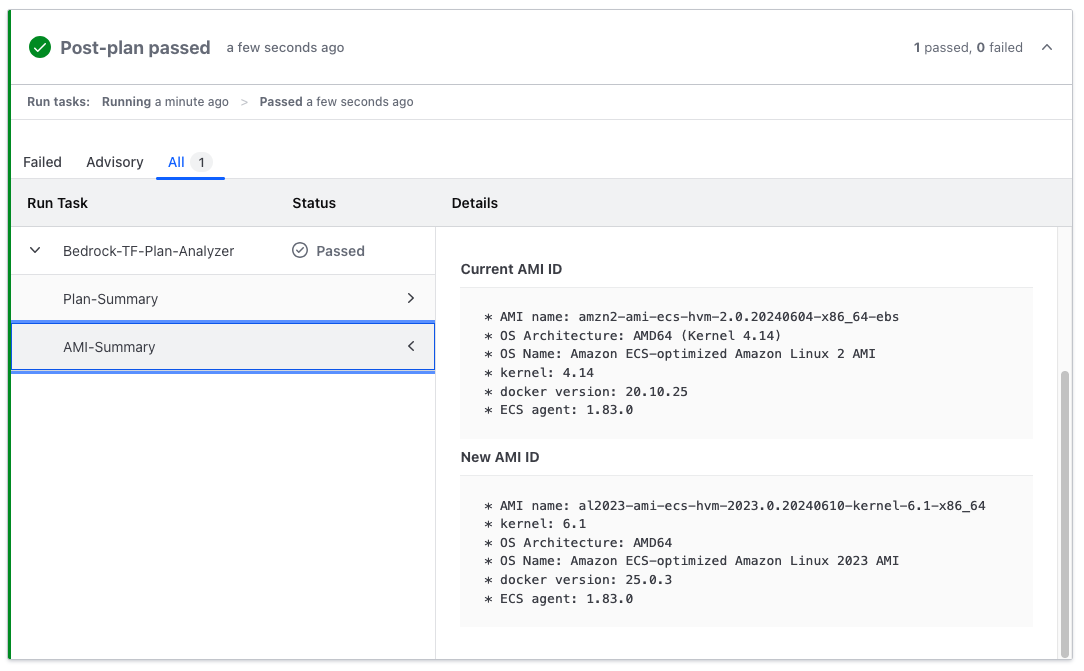 Post-plan passed a few seconds ago 1 passed, 0 failed
Run tasks: Running a minute ago > Passed a few seconds ago
Failed Advisory All 1
Run Task Status Details
Bedrock-TF-Plan-Analyzer Passed
Plan-Summary
AMI-Summary
Current AMI ID
* AMI name: amzn2-ami-ecs-hvm-2.0.20240604-x86_64-ebs
* OS Architecture: AMD64 (Kernel 4.14)
* OS Name: Amazon ECS-optimized Amazon Linux 2 AMI
* kernel: 4.14
* docker version: 20.10.25
* ECS agent: 1.83.0
New AMI ID
* AMI name: al2023-ami-ecs-hvm-2023.0.20240610-kernel-6.1-x86_64
* kernel: 6.1
* OS Architecture: AMD64
* OS Name: Amazon ECS-optimized Amazon Linux 2023 AMI
* docker version: 25.0.3
* ECS agent: 1.83.0